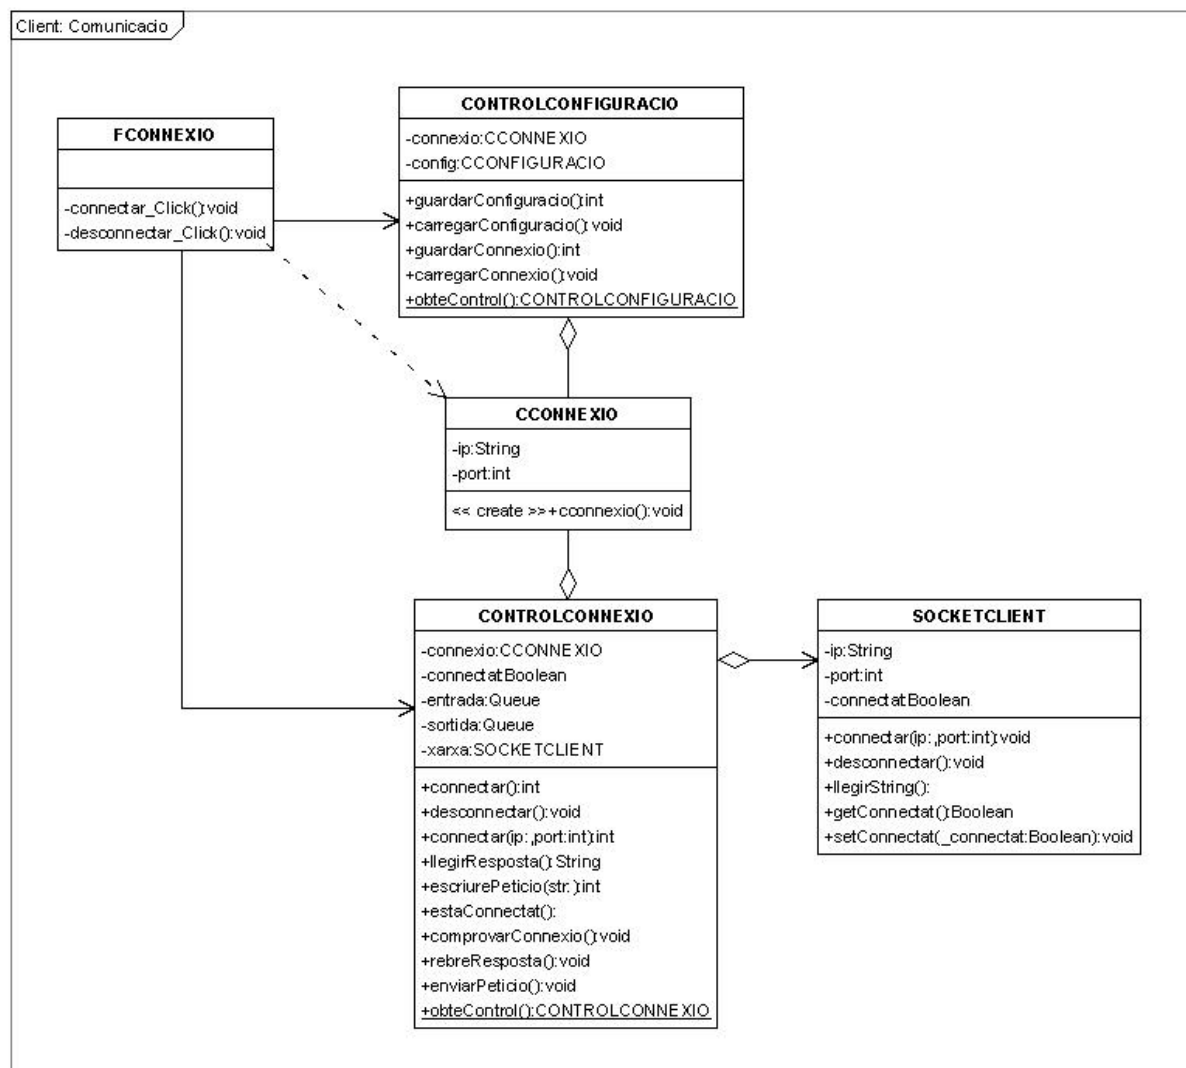 Client: Comunicacio
FCONNEXIO
-connectar_Click():void
-desconnectar_Click():void
CONTROLCONFIGURACIO
-connexio:CCONNEXIO
-config:CCONFIGURACIO
+guardarConfiguracio():int
+carregarConfiguracio():void
+guardarConnexio():int
+carregarConnexio():void
+obteControl():CONTROLCONFIGURACIO
CCONNEXIO
-ip:String
-port:int
<< create >>+cconnexio():void
CONTROLCONNEXIO
-connexio:CCONNEXIO
-connectat:Boolean
-entrada:Queue
-sortida:Queue
-xarxa:SOCKETCLIENT
+connectar():int
+desconnectar():void
+connectar(ip:,port:int):int
+llegirResposta():String
+escriurePeticio(str:):int
+estaConnectat():
+comprovarConnexio():void
+rebreResposta():void
+enviarPeticio():void
+obteControl():CONTROLCONNEXIO
SOCKETCLIENT
-ip:String
-port:int
-connectat:Boolean
+connectar(ip:,port:int):void
+desconnectar():void
+llegirString():
+getConnectat():Boolean
+setConnectat(_connectat:Boolean):void